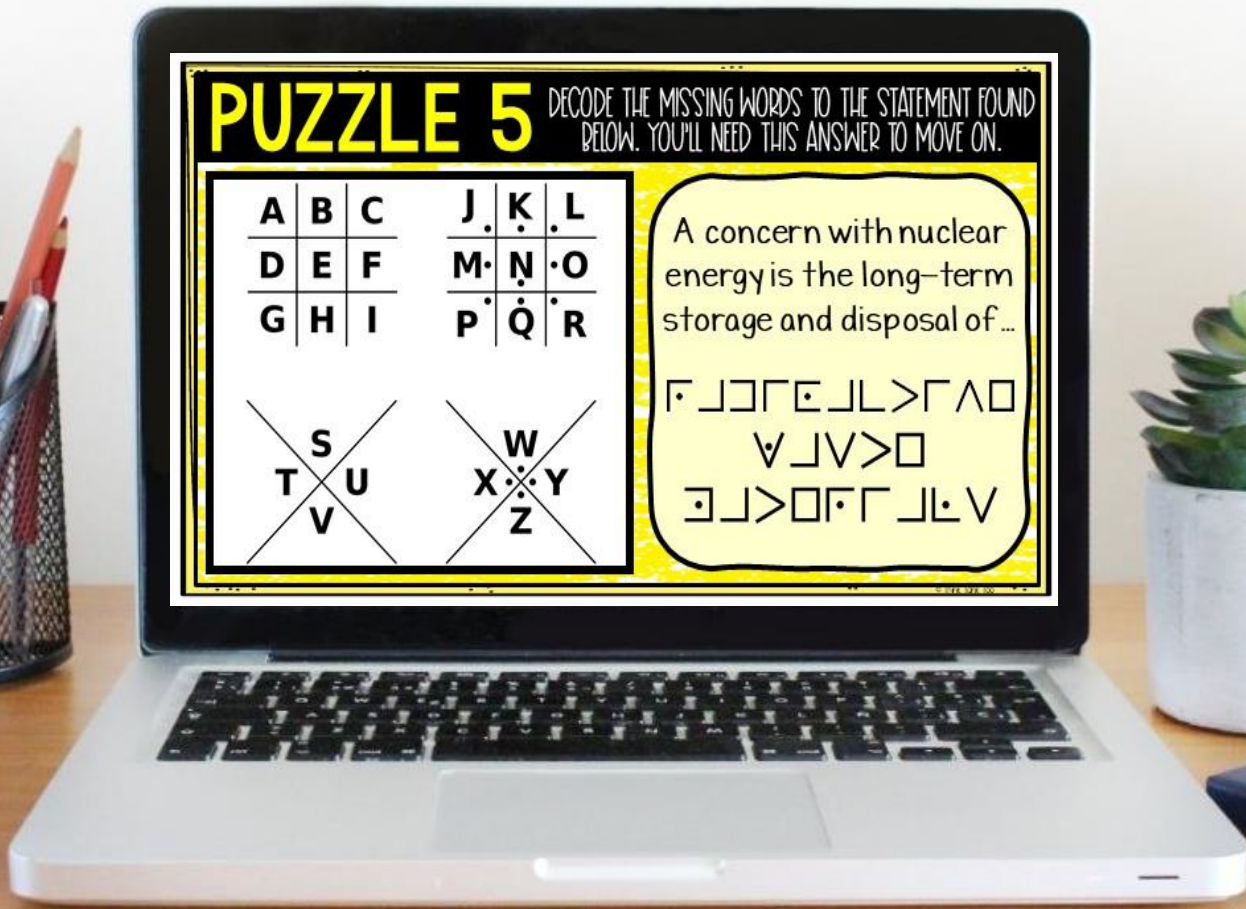 PUZZLE 5
DECODE THE MISSING WORDS TO THE STATEMENT FOUND
BELOW. YOU'LL NEED THIS ANSWER TO MOVE ON.
A B C
D E F
G H I
J K L
M N O
P Q R
S
T U
V
W
X Y
Z
A concern with nuclear
energy is the long-term
storage and disposal of...